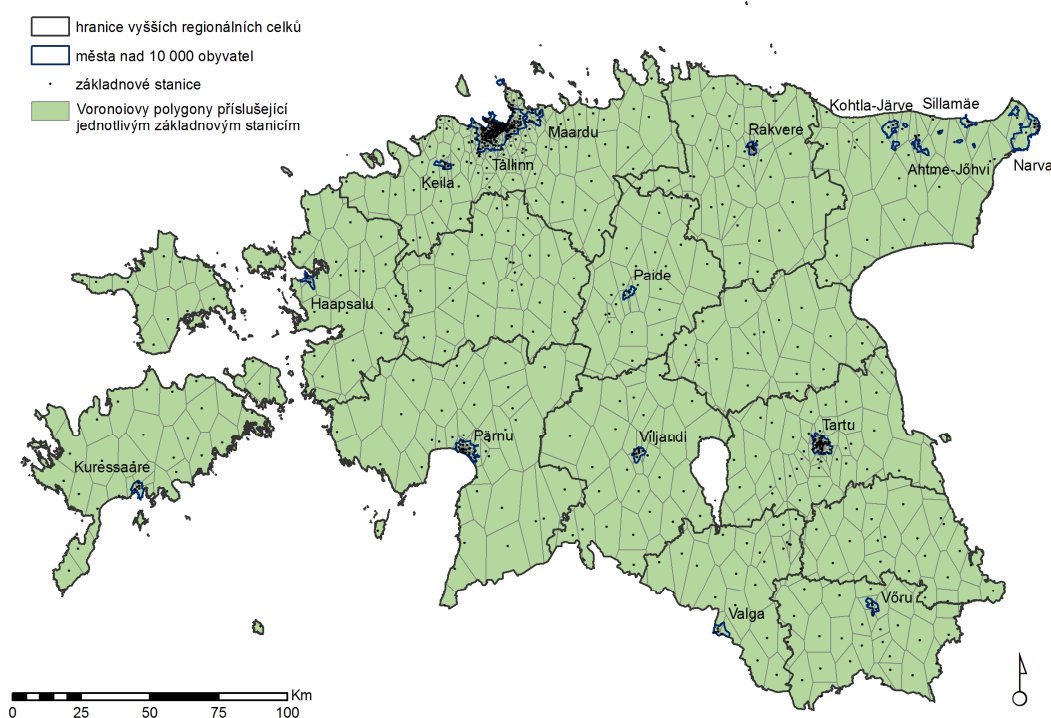 hranice vyšších regionálních celků
města nad 10 000 obyvatel
základnové stanice
Voronoiovy polygony příslušející
jednotlivým základnovým stanicím
Kohtla-Järve
Sillamäe
Maardu
Rakvere
Tallinn
Ahtme-Jőhvi
Narva
Keila
Paide
Haapsalu
Tartu
Pärnu
Viljandi
Kuressaare
Võru
Valga
Km
0 25 50 75 100